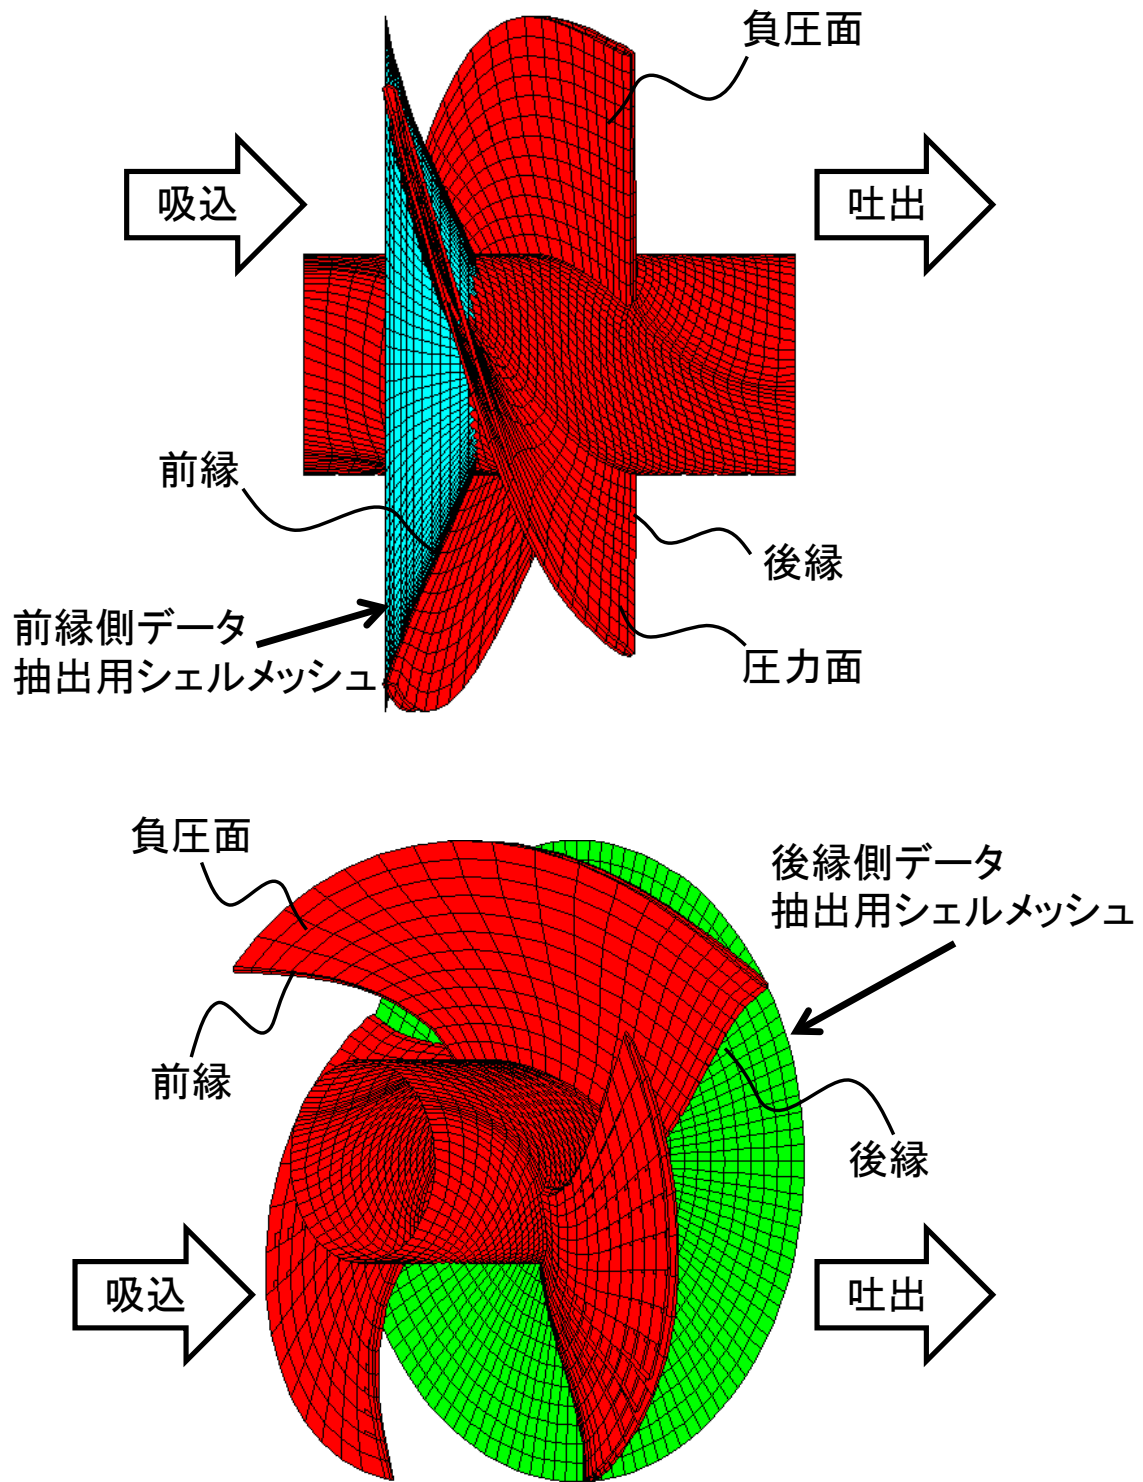 負圧面
吸込
吐出
前縁
後縁
前縁側データ
抽出用シェルメッシュ
圧力面
負圧面
後縁側データ
抽出用シェルメッシュ
前縁
後縁
吸込
吐出